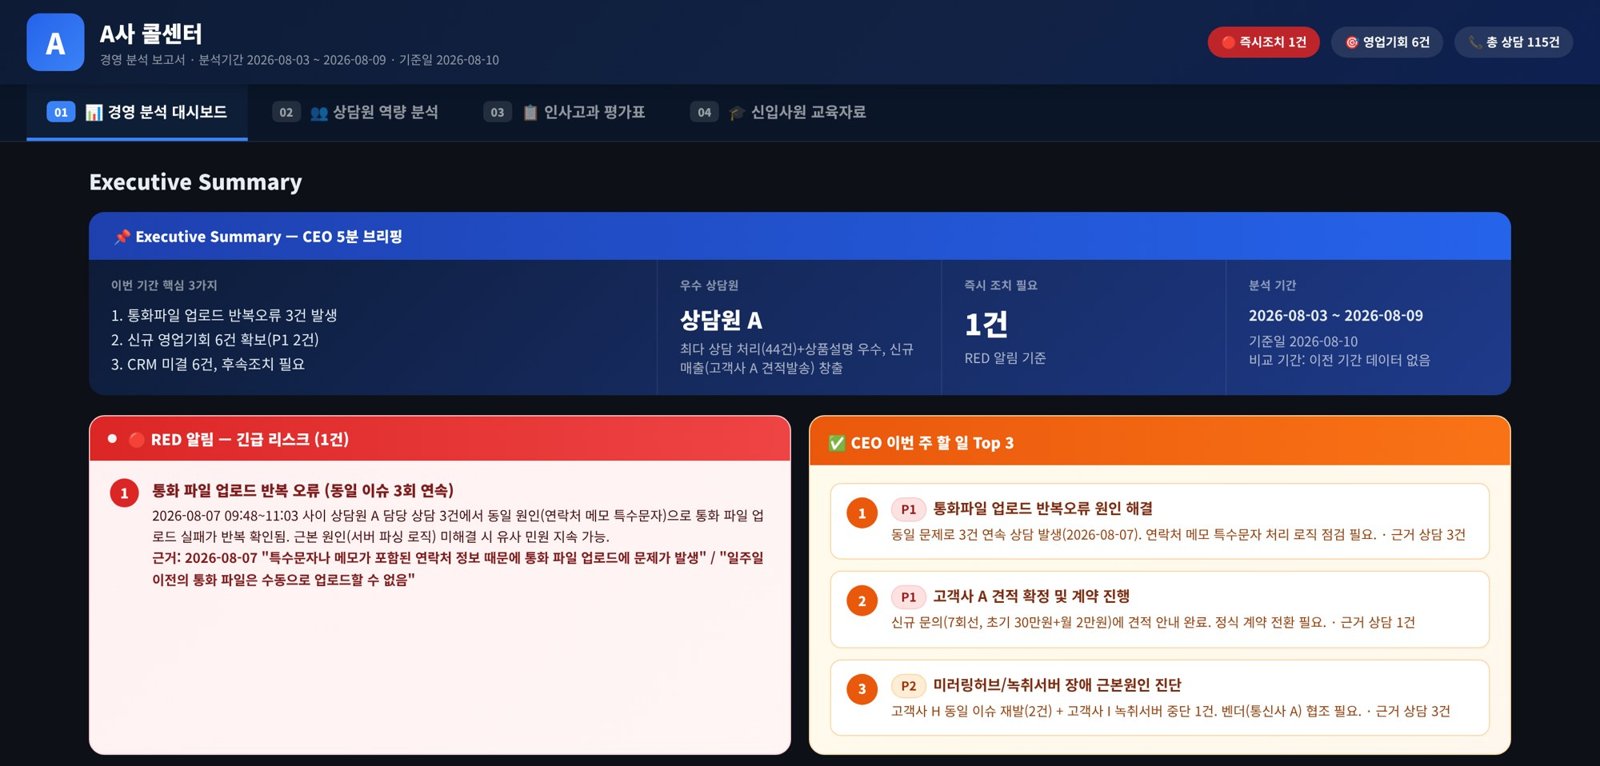 A
A사 콜센터
경영 분석 보고서 · 분석기간 2026-08-03 ~ 2026-08-09 · 기준일 2026-08-10
🔴 즉시조치 1건
🎯 영업기회 6건
📞 총 상담 115건
01 📊 경영 분석 대시보드
02 👥 상담원 역량 분석
03 📋 인사고과 평가표
04 🎓 신입사원 교육자료
Executive Summary
📌 Executive Summary — CEO 5분 브리핑
이번 기간 핵심 3가지
1. 통화파일 업로드 반복오류 3건 발생
2. 신규 영업기회 6건 확보(P1 2건)
3. CRM 미결 6건, 후속조치 필요
우수 상담원
상담원 A
최다 상담 처리(44건)+상품설명 우수, 신규
매출(고객사 A 견적발송) 창출
즉시 조치 필요
1건
RED 알림 기준
분석 기간
2026-08-03 ~ 2026-08-09
기준일 2026-08-10
비교 기간: 이전 기간 데이터 없음
🔴 RED 알림 — 긴급 리스크 (1건)
1 통화 파일 업로드 반복 오류 (동일 이슈 3회 연속)
2026-08-07 09:48~11:03 사이 상담원 A 담당 상담 3건에서 동일 원인(연락처 메모 특수문자)으로 통화 파일 업
로드 실패가 반복 확인됨. 근본 원인(서버 파싱 로직) 미해결 시 유사 민원 지속 가능.
근거: 2026-08-07 "특수문자나 메모가 포함된 연락처 정보 때문에 통화 파일 업로드에 문제가 발생" / "일주일
이전의 통화 파일은 수동으로 업로드할 수 없음"
✅ CEO 이번 주 할 일 Top 3
1 P1 통화파일 업로드 반복오류 원인 해결
동일 문제로 3건 연속 상담 발생(2026-08-07). 연락처 메모 특수문자 처리 로직 점검 필요. · 근거 상담 3건
2 P1 고객사 A 견적 확정 및 계약 진행
신규 문의(7회선, 초기 30만원+월 2만원)에 견적 안내 완료. 정식 계약 전환 필요. · 근거 상담 1건
3 P2 미러링허브/녹취서버 장애 근본원인 진단
고객사 H 동일 이슈 재발(2건) + 고객사 I 녹취서버 중단 1건. 벤더(통신사 A) 협조 필요. · 근거 상담 3건